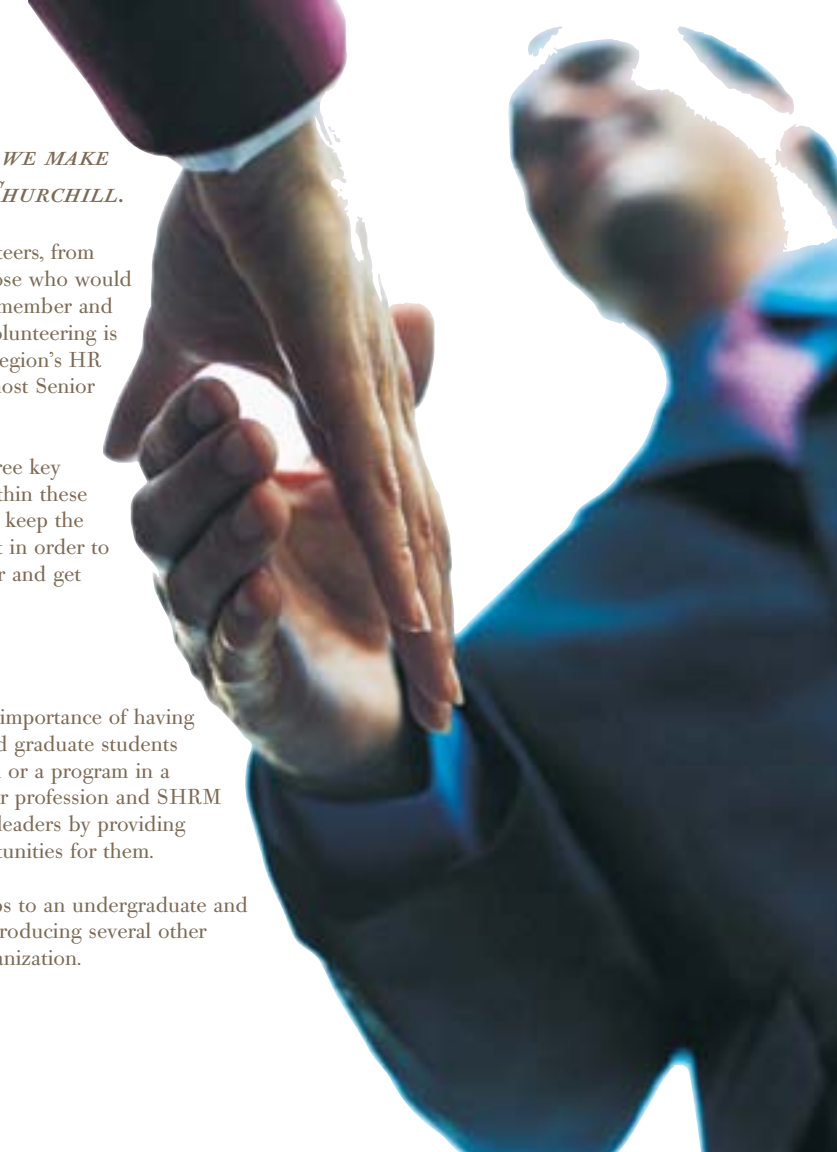 WE MAKE
CHURCHILL.
teers, from
ose who would
member and
olunteering is
egion's HR
ost Senior
ree key
thin these
keep the
t in order to
r and get
importance of having
d graduate students
or a program in a
r profession and SHRM
leaders by providing
tunities for them.
ps to an undergraduate and
roducing several other
anization.